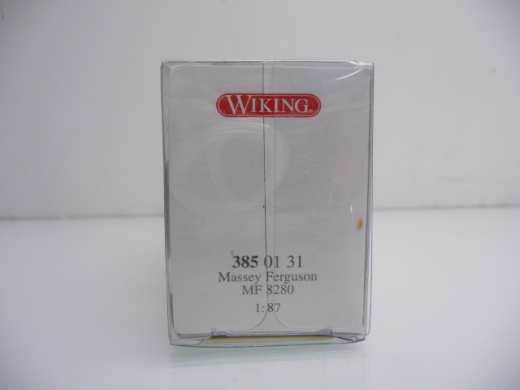 WIKING
385 01 31
Massey Ferguson
MF 8280
1:87